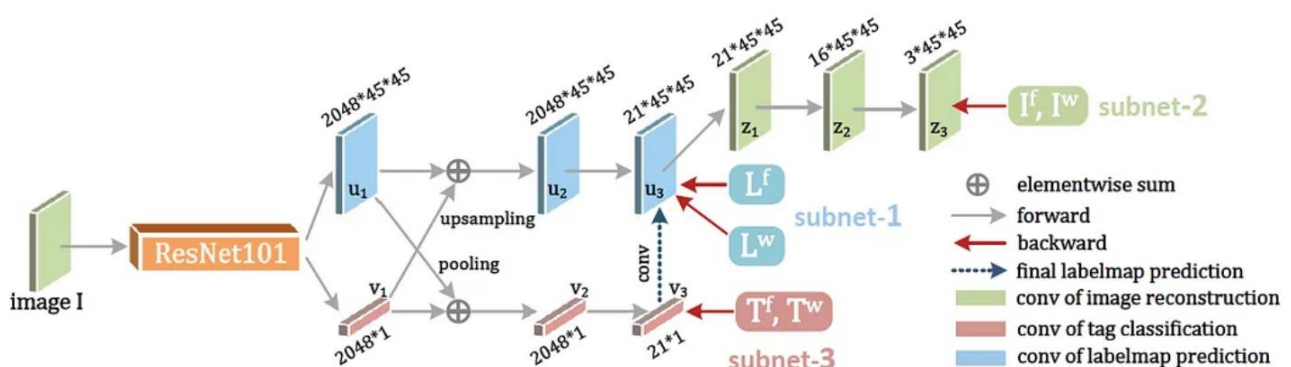 21*45*45
16*45*45
3*45*45
2048*45*45
2048*45*45
21*45*45
z1
z2
z3
If, Iw
subnet-2
u1
u2
u3
Lf
elementwise sum
upsampling
subnet-1
forward
ResNet101
Lw
backward
pooling
conv
final labelmap prediction
image I
v1
v2
v3
conv of image reconstruction
Tf, Tw
conv of tag classification
2048*1
2048*1
21*1
subnet-3
conv of labelmap prediction